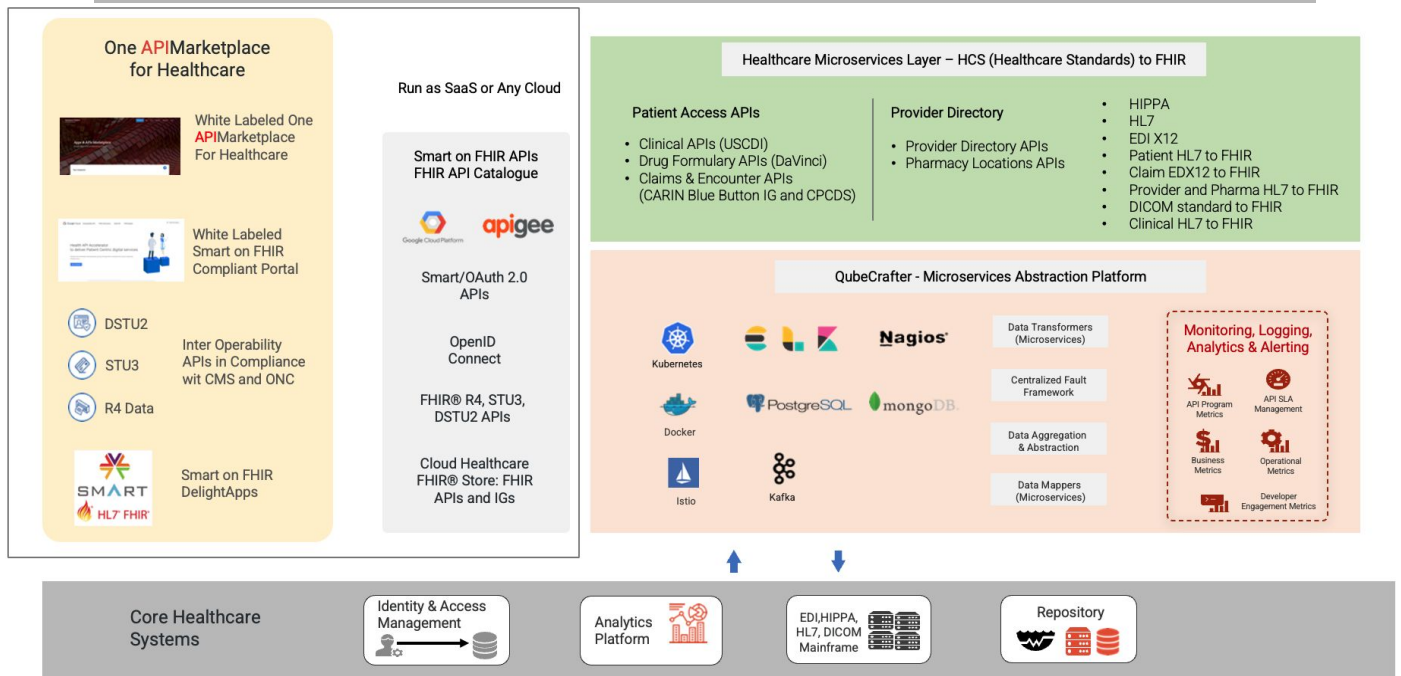 One APIMarketplace
for Healthcare
White Labeled One
APIMarketplace
For Healthcare
White Labeled
Smart on FHIR
Compliant Portal
DSTU2
STU3
R4 Data
Inter Operability
APIs in Compliance
wit CMS and ONC
SMART
HL7 FHIR
Smart on FHIR
DelightApps
Run as SaaS or Any Cloud
Smart on FHIR APIs
FHIR API Catalogue
Google Cloud Platform
apigee
Smart/OAuth 2.0
APIs
OpenID
Connect
FHIR® R4, STU3,
DSTU2 APIs
Cloud Healthcare
FHIR® Store: FHIR
APIs and IGs
Healthcare Microservices Layer – HCS (Healthcare Standards) to FHIR
Patient Access APIs
• Clinical APIs (USCDI)
• Drug Formulary APIs (DaVinci)
• Claims & Encounter APIs
(CARIN Blue Button IG and CPCDS)
Provider Directory
• Provider Directory APIs
• Pharmacy Locations APIs
• HIPPA
• HL7
• EDI X12
• Patient HL7 to FHIR
• Claim EDX12 to FHIR
• Provider and Pharma HL7 to FHIR
• DICOM standard to FHIR
• Clinical HL7 to FHIR
QubeCrafter - Microservices Abstraction Platform
Kubernetes
Nagios®
Docker
PostgreSQL
mongoDB.
Istio
Kafka
Data Transformers
(Microservices)
Centralized Fault
Framework
Data Aggregation
& Abstraction
Data Mappers
(Microservices)
Monitoring, Logging,
Analytics & Alerting
API Program
Metrics
API SLA
Management
Business
Metrics
Operational
Metrics
Developer
Engagement Metrics
Core Healthcare
Systems
Identity & Access
Management
Analytics
Platform
EDI,HIPPA,
HL7, DICOM
Mainframe
Repository